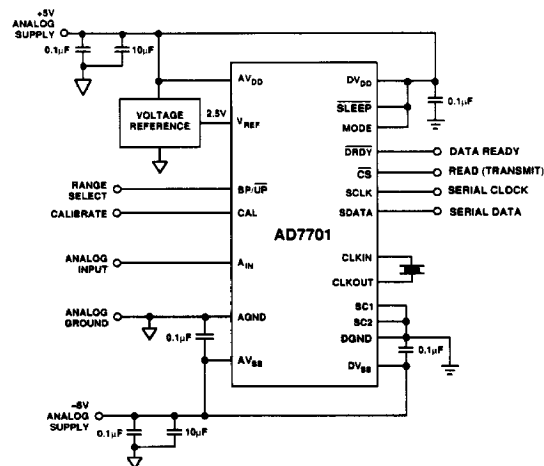 +5V
ANALOG
SUPPLY
0.1µF
10µF
AVDD
DVDD
0.1µF
VOLTAGE
REFERENCE
2.5V
VREF
SLEEP
MODE
DRDY
DATA READY
CS
READ (TRANSMIT)
RANGE
SELECT
BP/UP
SCLK
SERIAL CLOCK
CALIBRATE
CAL
SDATA
SERIAL DATA
AD7701
ANALOG
INPUT
AIN
CLKIN
CLKOUT
ANALOG
GROUND
AGND
SC1
SC2
DGND
0.1µF
0.1µF
AVSS
DVSS
–5V
ANALOG
SUPPLY
0.1µF
10µF